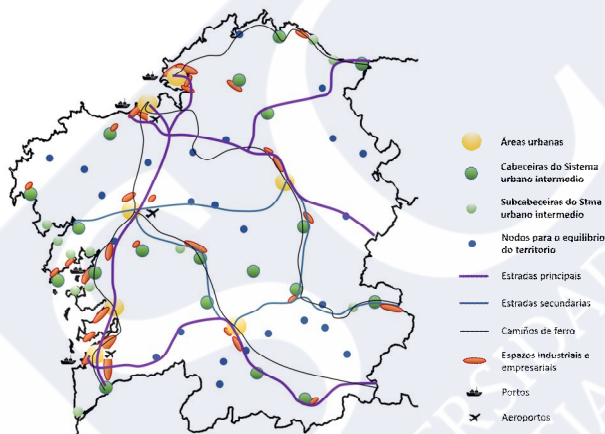 Áreas urbanas
Cabeceiras do Sistema
urbano intermedio
Subcabeceiras do Stma
urbano intermedio
Nodos para o equilibrio
do territorio
Estradas principais
Estradas secundarias
Camiños de ferro
Espazos industriais e
empresariais
Portos
Aeroportos